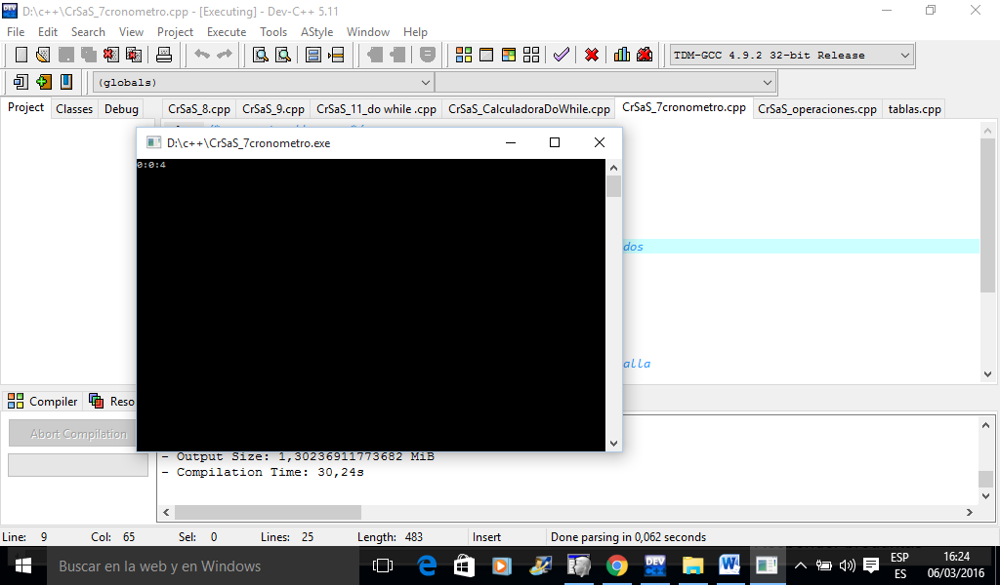 D:\c++\CrSaS_7cronometro.cpp - [Executing] - Dev-C++ 5.11
File Edit Search View Project Execute Tools AStyle Window Help
TDM-GCC 4.9.2 32-bit Release
(globals)
Project Classes Debug CrSaS_8.cpp CrSaS_9.cpp CrSaS_11_do while .cpp CrSaS_CalculadoraDoWhile.cpp CrSaS_7cronometro.cpp CrSaS_operaciones.cpp tablas.cpp
D:\c++\CrSaS_7cronometro.exe
0:0:4
dos
alla
Compiler Reso
Abort Compilation
- Output Size: 1,30236911773682 MiB
- Compilation Time: 30,24s
Line: 9 Col: 65 Sel: 0 Lines: 25 Length: 483 Insert Done parsing in 0,062 seconds
Buscar en la web y en Windows
ESP
ES
16:24
06/03/2016